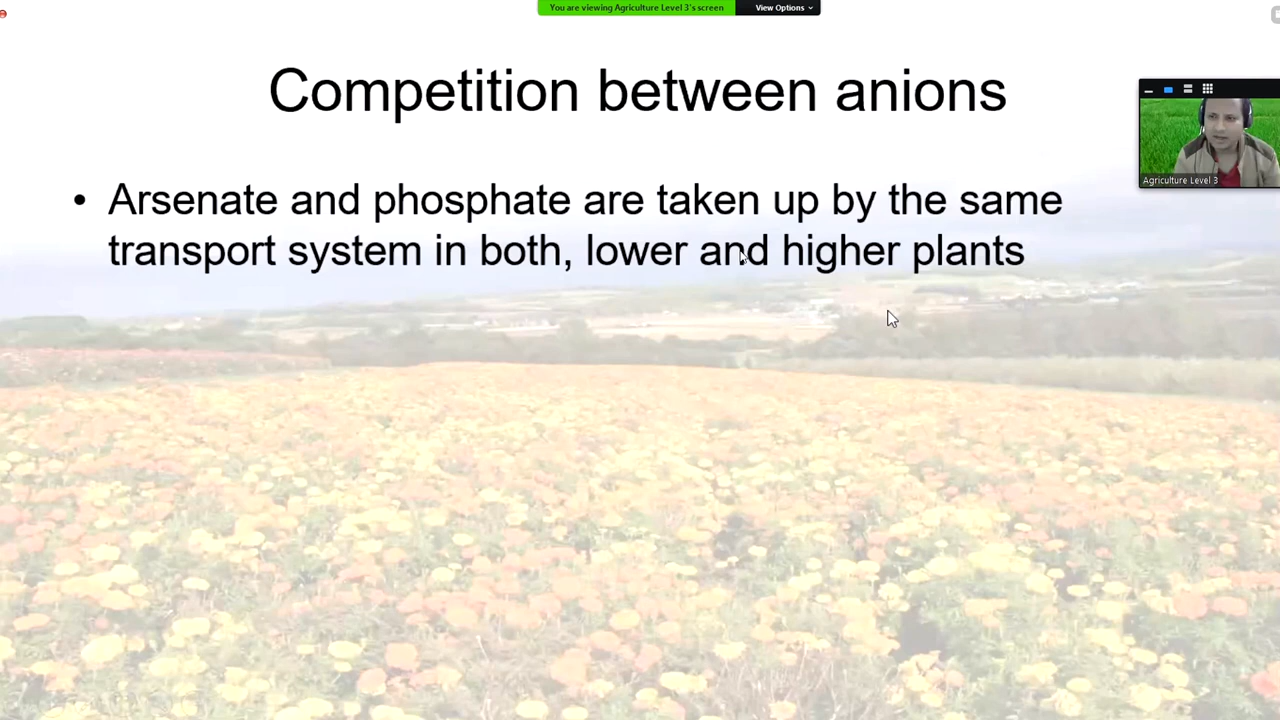 You are viewing Agriculture Level 3's screen
View Options
Competition between anions
Agriculture Level 3
• Arsenate and phosphate are taken up by the same
transport system in both, lower and higher plants